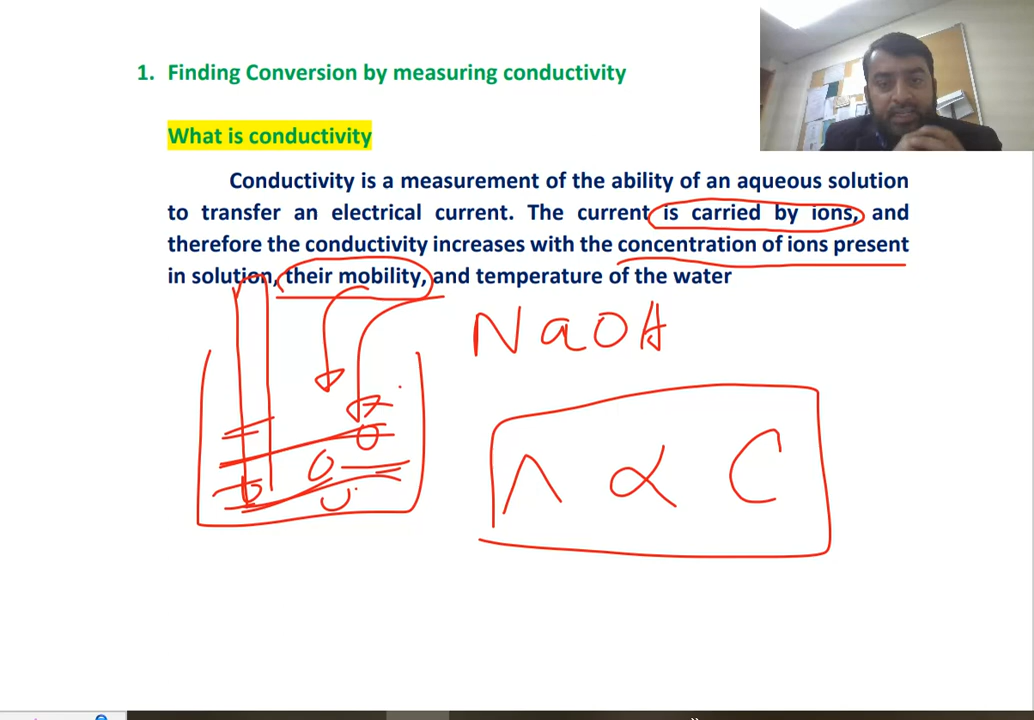 1. Finding Conversion by measuring conductivity
What is conductivity
Conductivity is a measurement of the ability of an aqueous solution
to transfer an electrical current. The current is carried by ions, and
therefore the conductivity increases with the concentration of ions present
in solution, their mobility, and temperature of the water
NaOH
Λ ∝ C